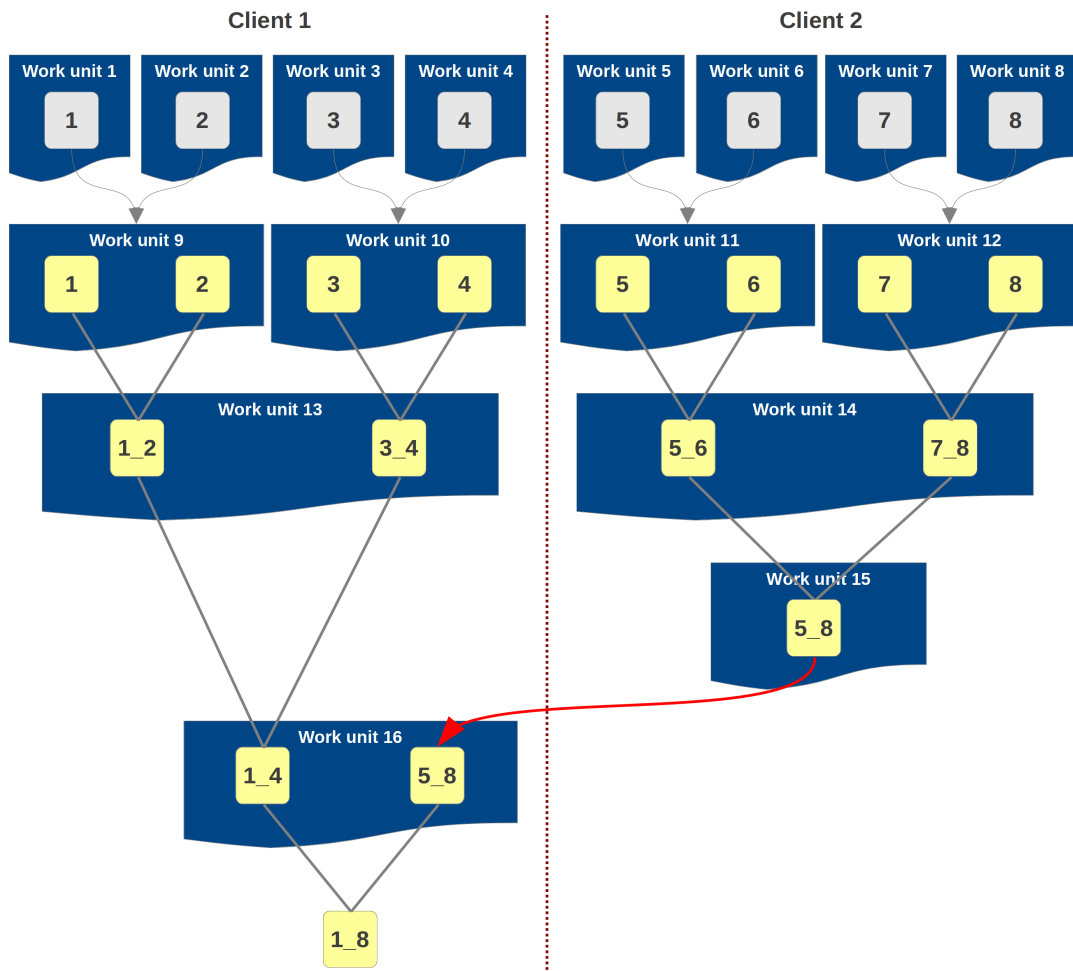 Client 1
Client 2
Work unit 1
Work unit 2
Work unit 3
Work unit 4
Work unit 5
Work unit 6
Work unit 7
Work unit 8
1
2
3
4
5
6
7
8
Work unit 9
Work unit 10
Work unit 11
Work unit 12
1
2
3
4
5
6
7
8
Work unit 13
Work unit 14
1_2
3_4
5_6
7_8
Work unit 15
5_8
Work unit 16
1_4
5_8
1_8